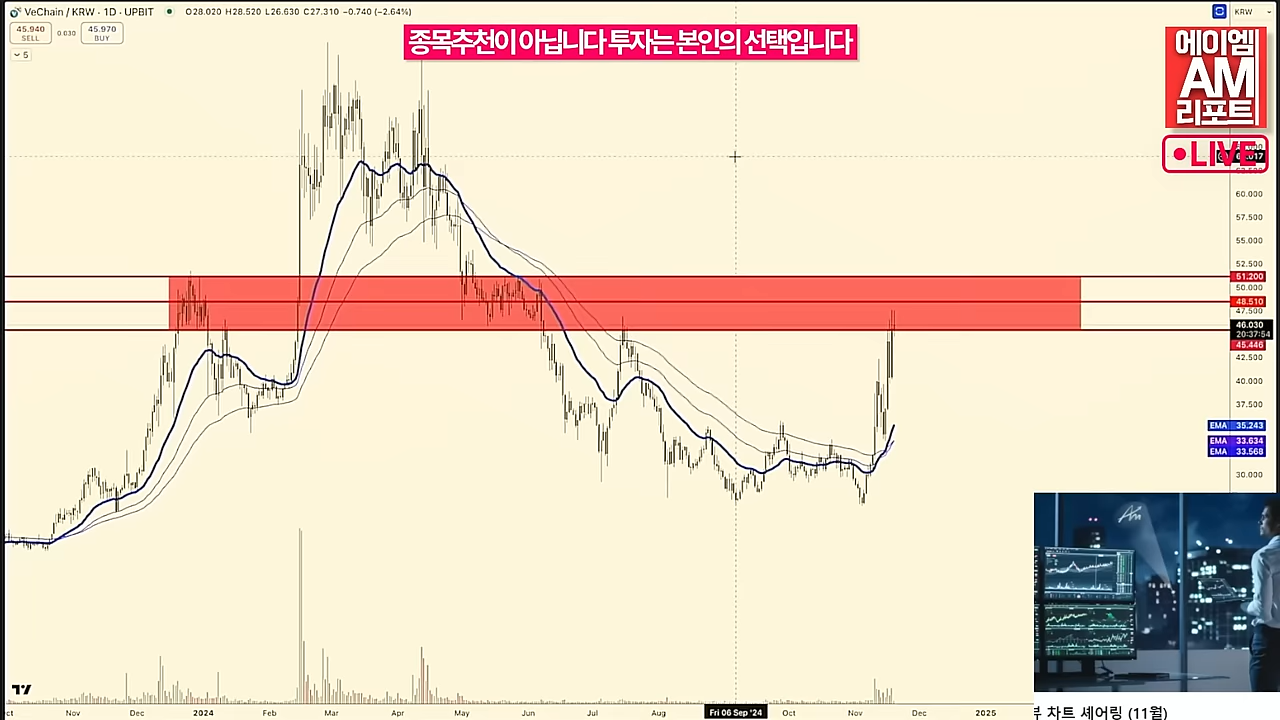 VeChain / KRW · 1D · UPBIT O28.020 H28.520 L26.630 C27.310 −0.740 (−2.64%)
KRW
45.940
SELL
0.030
45.970
BUY
5
종목추천이 아닙니다 투자는 본인의 선택입니다
에이엠
AM
리포트
LIVE
60.000
57.500
55.000
52.500
51.200
50.000
48.510
47.500
46.030
20:37:54
45.446
42.500
40.000
37.500
EMA 35.243
EMA 33.634
EMA 33.568
30.000
Nov Dec 2024 Feb Mar Apr May Jun Jul Aug Fri 06 Sep '24 Oct Nov Dec 2025
차트 셰어링 (11월)